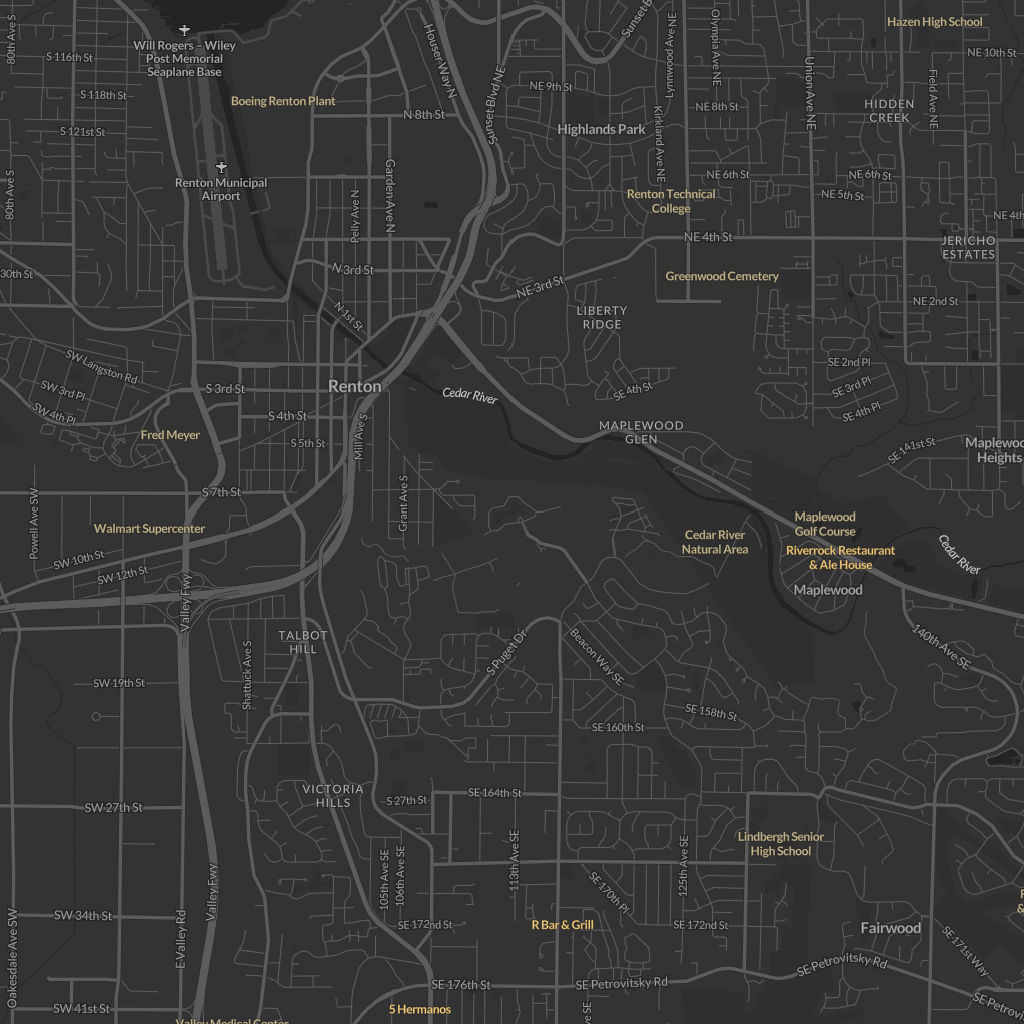 Hazen High School
80th Ave S
Will Rogers – Wiley
Post Memorial
Seaplane Base
S 116th St
Houser Way N
Lynwood Ave NE
Olympia Ave NE
NE 10th St
S 118th St
Boeing Renton Plant
Sunset Blvd NE
NE 9th St
Union Ave NE
Field Ave NE
HIDDEN
CREEK
N 8th St
NE 8th St
S 121st St
Highlands Park
Kirkland Ave NE
Renton Municipal
Airport
80th Ave S
Garden Ave N
Pelly Ave N
NE 6th St
NE 6th St
Renton Technical
College
NE 5th St
NE 4th
NE 4th St
JERICHO
ESTATES
30th St
N 3rd St
Greenwood Cemetery
NE 3rd St
N 1st St
LIBERTY
RIDGE
NE 2nd St
SW Langston Rd
SE 2nd Pl
SW 3rd Pl
S 3rd St
Renton
Cedar River
SE 4th St
SE 3rd Pl
SW 4th Pl
S 4th St
SE 4th Pl
Fred Meyer
S 5th St
Mill Ave S
MAPLEWOOD
GLEN
SE 141st St
Maplewoo
Heights
S 7th St
Grant Ave S
Powell Ave SW
Walmart Supercenter
Maplewood
Golf Course
Cedar River
Natural Area
Riverrock Restaurant
& Ale House
Cedar River
SW 10th St
SW 12th St
Maplewood
Valley Fwy
TALBOT
HILL
140th Ave SE
S Puget Dr
Beacon Way SE
Shattuck Ave S
SW 19th St
SE 158th St
SE 160th St
VICTORIA
HILLS
SW 27th St
S 27th St
SE 164th St
Lindbergh Senior
High School
113th Ave SE
125th Ave SE
105th Ave SE
106th Ave SE
SE 170th Pl
Valley Fwy
SW 34th St
E Valley Rd
SE 172nd St
R Bar & Grill
SE 172nd St
Fairwood
SE 171st Way
Oakesdale Ave SW
SE Petrovitsky Rd
SE 176th St
SE Petrovitsky Rd
SW 41st St
5 Hermanos
Valley Medical Center